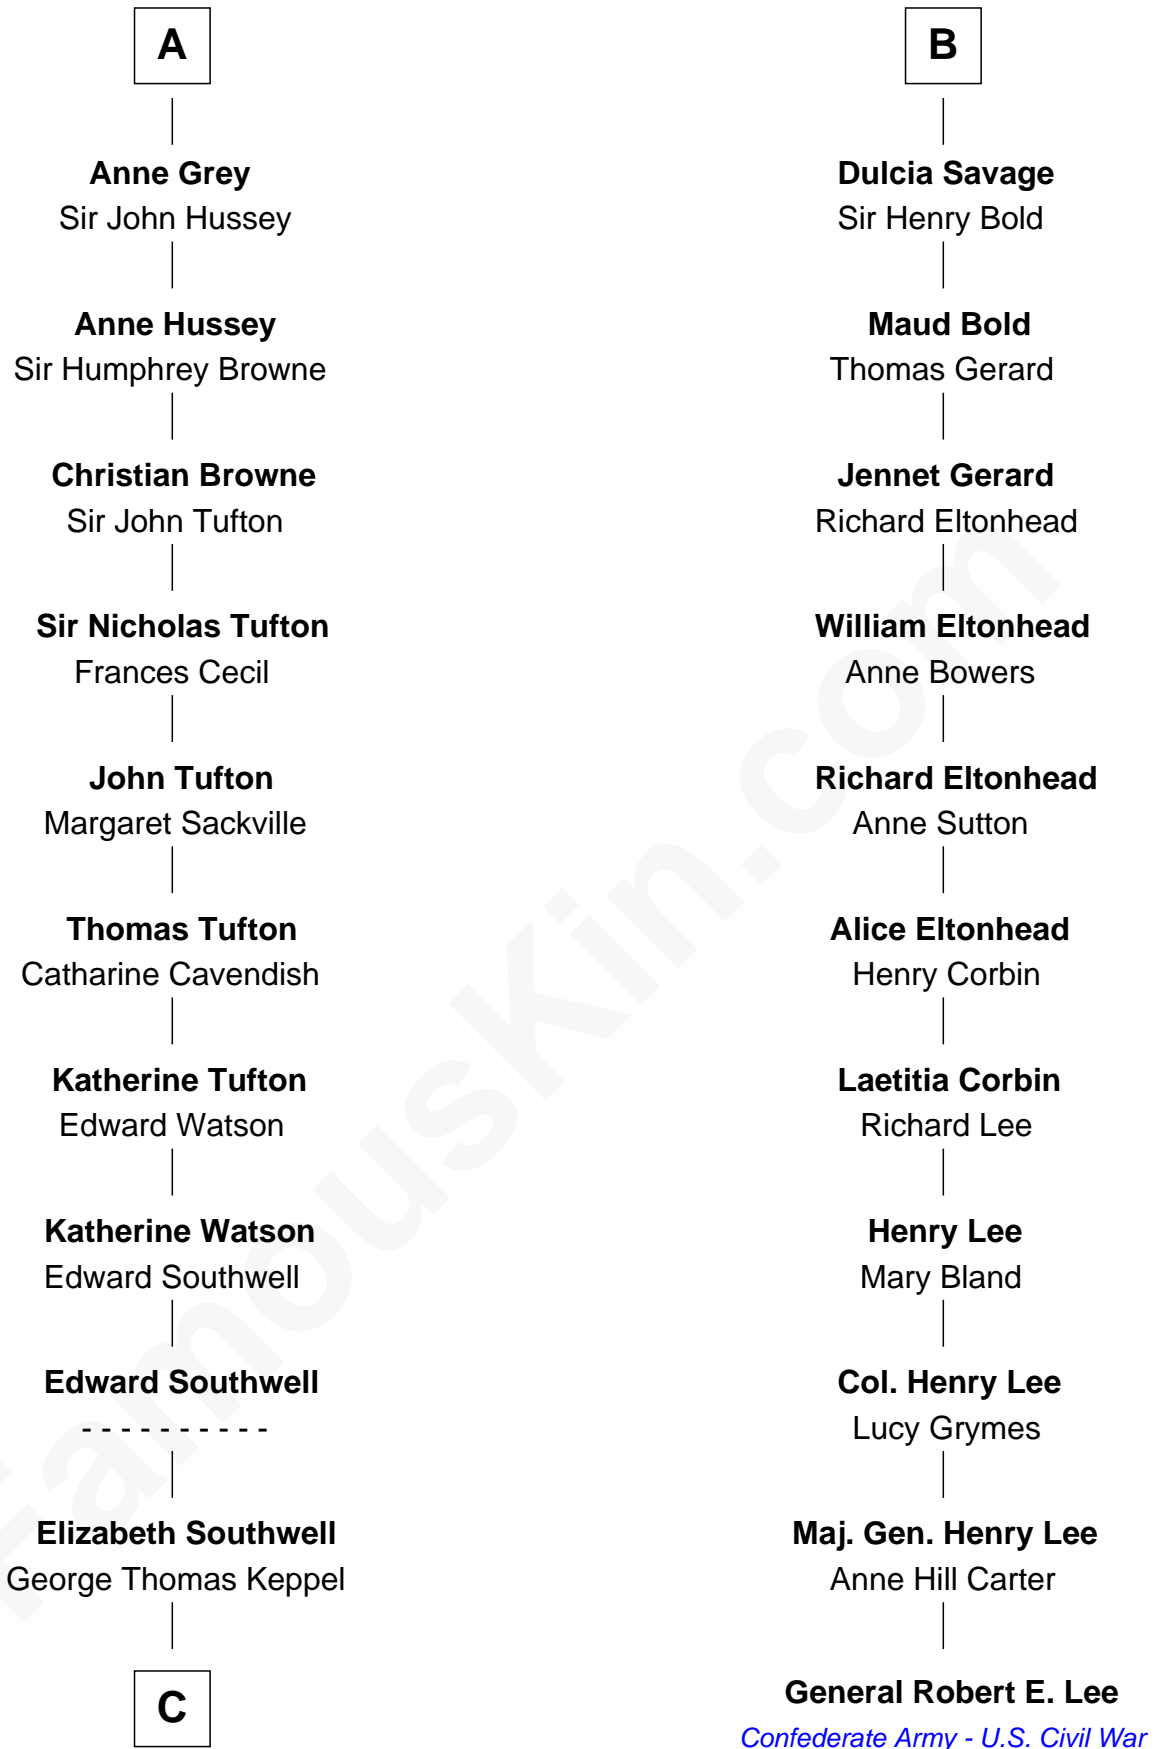 A
Anne Grey
Sir John Hussey
Anne Hussey
Sir Humphrey Browne
Christian Browne
Sir John Tufton
Sir Nicholas Tufton
Frances Cecil
John Tufton
Margaret Sackville
Thomas Tufton
Catharine Cavendish
Katherine Tufton
Edward Watson
Katherine Watson
Edward Southwell
Edward Southwell
- - - - - - - - - -
Elizabeth Southwell
George Thomas Keppel
C
B
Dulcia Savage
Sir Henry Bold
Maud Bold
Thomas Gerard
Jennet Gerard
Richard Eltonhead
William Eltonhead
Anne Bowers
Richard Eltonhead
Anne Sutton
Alice Eltonhead
Henry Corbin
Laetitia Corbin
Richard Lee
Henry Lee
Mary Bland
Col. Henry Lee
Lucy Grymes
Maj. Gen. Henry Lee
Anne Hill Carter
General Robert E. Lee
Confederate Army - U.S. Civil War
FamousKin.com